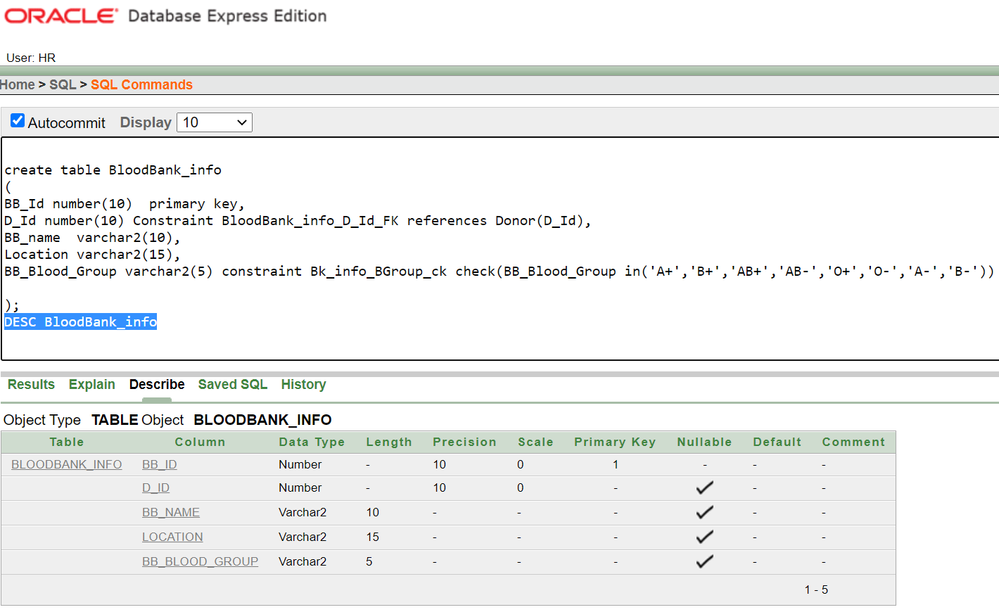 ORACLE Database Express Edition
User: HR
Home > SQL > SQL Commands
Autocommit Display 10
create table BloodBank_info
(
BB_Id number(10)  primary key,
D_Id number(10) Constraint BloodBank_info_D_Id_FK references Donor(D_Id),
BB_name  varchar2(10),
Location varchar2(15),
BB_Blood_Group varchar2(5) constraint Bk_info_BGroup_ck check(BB_Blood_Group in('A+','B+','AB+','AB-','O+','O-','A-','B-'))
);
DESC BloodBank_info
Results Explain Describe Saved SQL History
Object Type TABLE Object BLOODBANK_INFO
Table Column Data Type Length Precision Scale Primary Key Nullable Default Comment
BLOODBANK_INFO BB_ID Number - 10 0 1 - - -
D_ID Number - 10 0 - ✓ - -
BB_NAME Varchar2 10 - - - ✓ - -
LOCATION Varchar2 15 - - - ✓ - -
BB_BLOOD_GROUP Varchar2 5 - - - ✓ - -
1 - 5